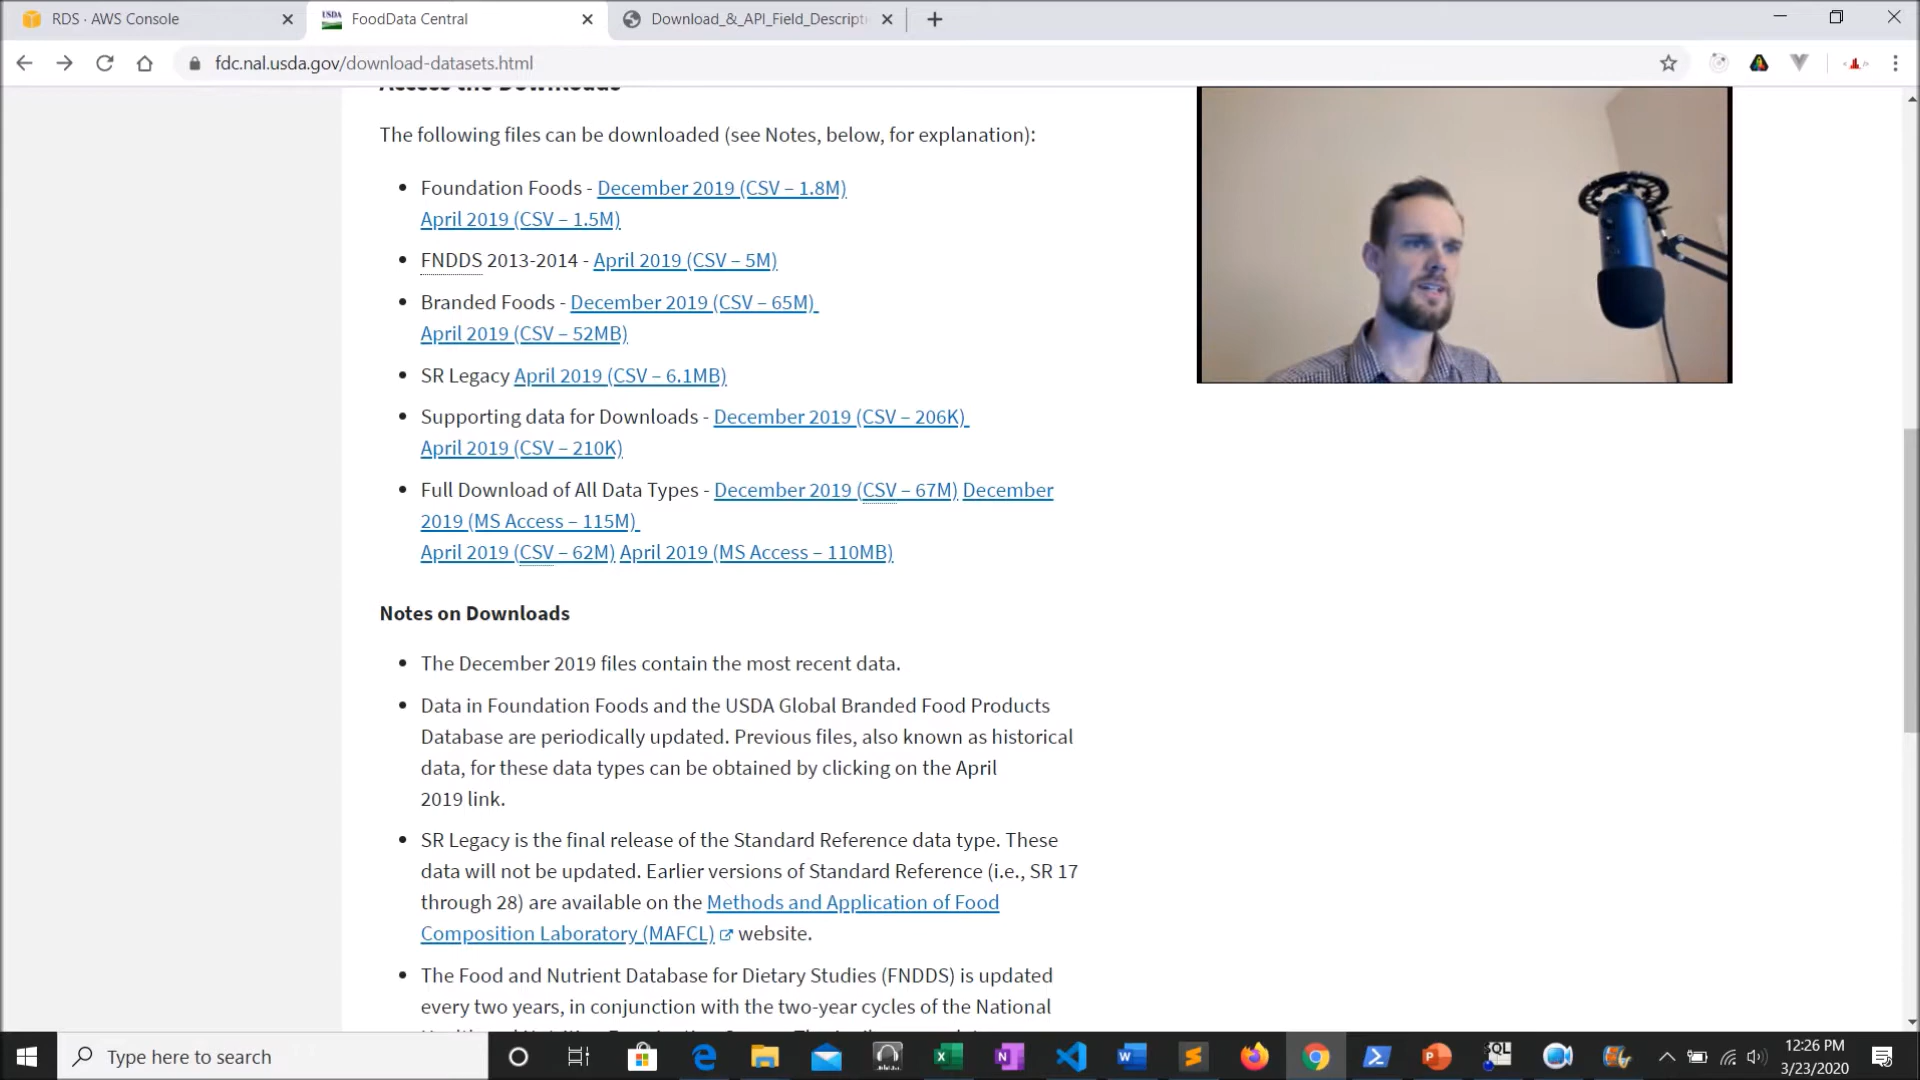 RDS · AWS Console
USDA
FoodData Central
Download_&_API_Field_Descripti
fdc.nal.usda.gov/download-datasets.html
Access the Downloads
The following files can be downloaded (see Notes, below, for explanation):
Foundation Foods - December 2019 (CSV – 1.8M)
April 2019 (CSV – 1.5M)
FNDDS 2013-2014 - April 2019 (CSV – 5M)
Branded Foods - December 2019 (CSV – 65M)
April 2019 (CSV – 52MB)
SR Legacy April 2019 (CSV – 6.1MB)
Supporting data for Downloads - December 2019 (CSV – 206K)
April 2019 (CSV – 210K)
Full Download of All Data Types - December 2019 (CSV – 67M) December
2019 (MS Access – 115M)
April 2019 (CSV – 62M) April 2019 (MS Access – 110MB)
Notes on Downloads
The December 2019 files contain the most recent data.
Data in Foundation Foods and the USDA Global Branded Food Products
Database are periodically updated. Previous files, also known as historical
data, for these data types can be obtained by clicking on the April
2019 link.
SR Legacy is the final release of the Standard Reference data type. These
data will not be updated. Earlier versions of Standard Reference (i.e., SR 17
through 28) are available on the Methods and Application of Food
Composition Laboratory (MAFCL) website.
The Food and Nutrient Database for Dietary Studies (FNDDS) is updated
every two years, in conjunction with the two-year cycles of the National
Type here to search
12:26 PM
3/23/2020